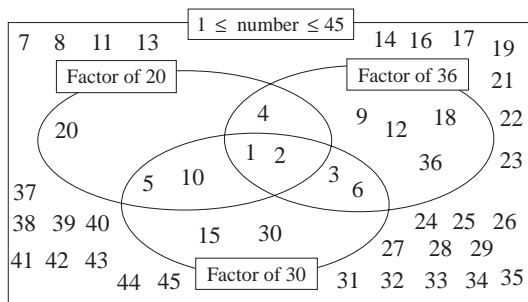 1 ≤ number ≤ 45
7 8 11 13 14 16 17 19
Factor of 20 Factor of 36
21
4
20 9 12 18 22
1 2 36 23
5 10 3 6
37
38 39 40 15 30 24 25 26
41 42 43 27 28 29
44 45 Factor of 30 31 32 33 34 35